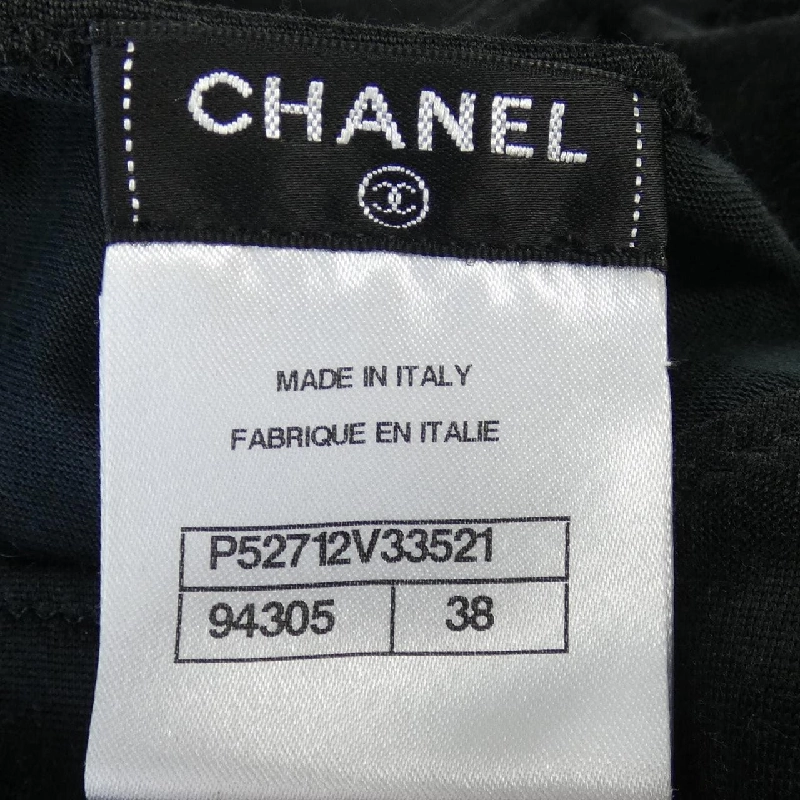 CHANEL
MADE IN ITALY
FABRIQUE EN ITALIE
P52712V33521
94305 38